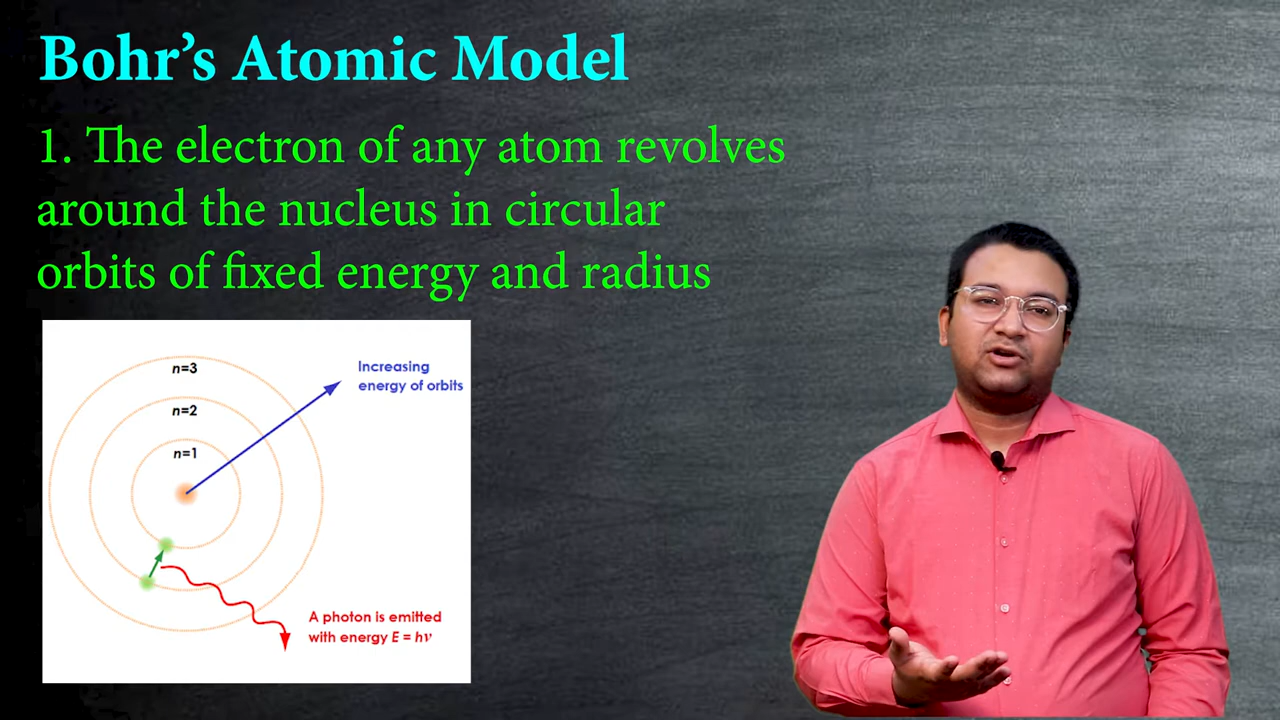 Bohr’s Atomic Model
1. The electron of any atom revolves
around the nucleus in circular
orbits of fixed energy and radius
n=3
Increasing
energy of orbits
n=2
n=1
A photon is emitted
with energy E = hν